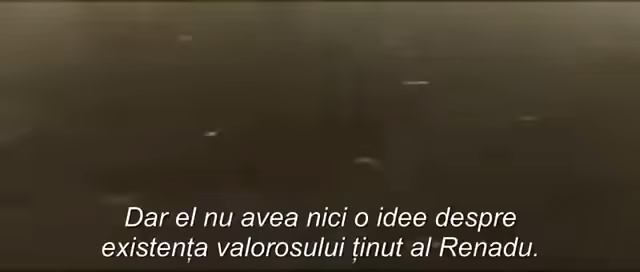 Dar el nu avea nici o idee despre
existența valorosului ținut al Renadu.